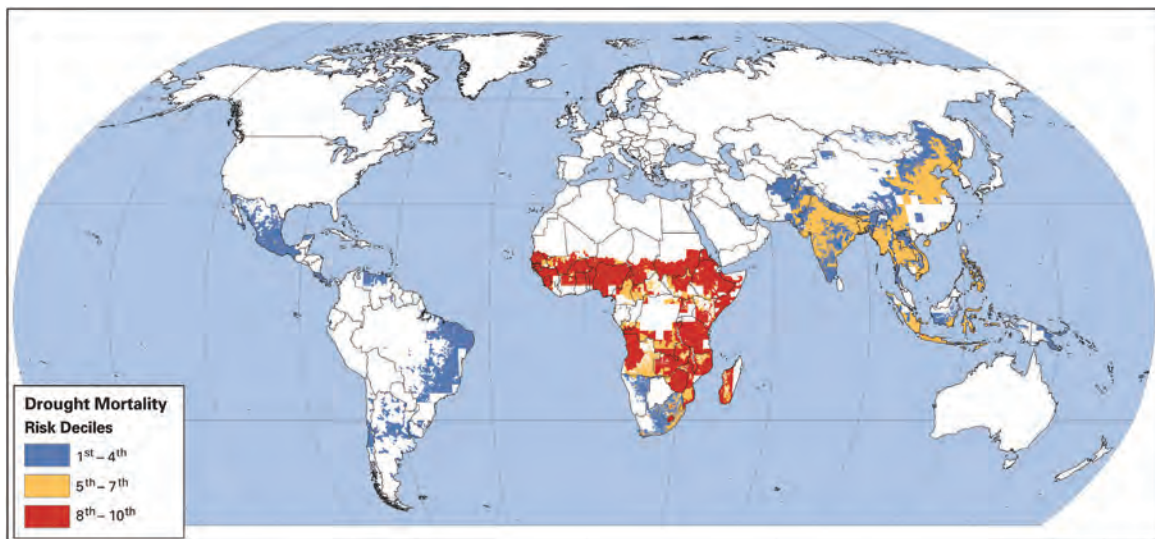 Drought Mortality
Risk Deciles
1st – 4th
5th – 7th
8th – 10th